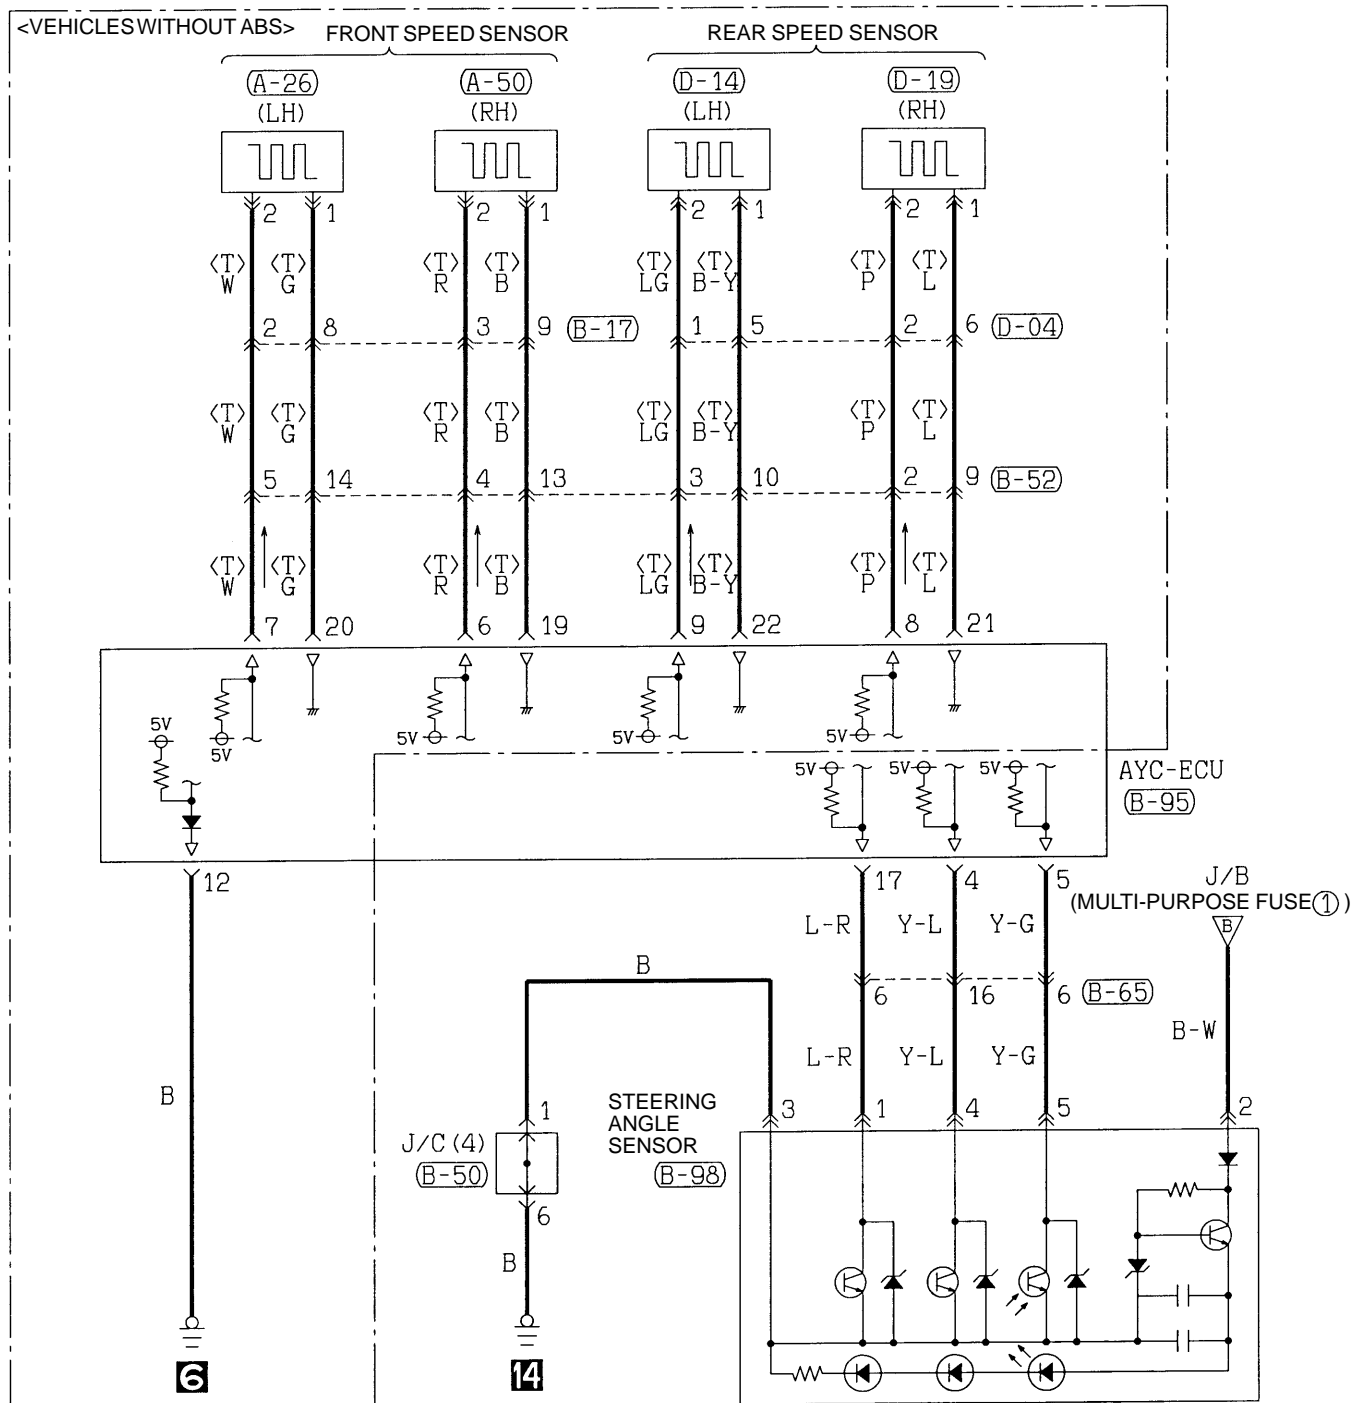 <VEHICLES WITHOUT ABS>
FRONT SPEED SENSOR
REAR SPEED SENSOR
A-26 A-50 D-14 D-19
(LH) (RH) (LH) (RH)
2 1 2 1 2 1 2 1
<T> <T> <T> <T> <T> <T> <T> <T>
W G R B LG B-Y P L
2 8 3 9 B-17 1 5 2 6 D-04
<T> <T> <T> <T> <T> <T> <T> <T>
W G R B LG B-Y P L
5 14 4 13 3 10 2 9 B-52
<T> <T> <T> <T> <T> <T> <T> <T>
W G R B LG B-Y P L
7 20 6 19 9 22 8 21
5V 5V 5V 5V 5V
5V 5V 5V
AYC-ECU
B-95
12 17 4 5
J/B
(MULTI-PURPOSE FUSE①)
B
L-R Y-L Y-G
B
6 16 6 B-65
B-W
L-R Y-L Y-G
B
1
J/C(4)
B-50
6
B
STEERING
ANGLE
SENSOR
B-98
3 1 4 5 2
6 14